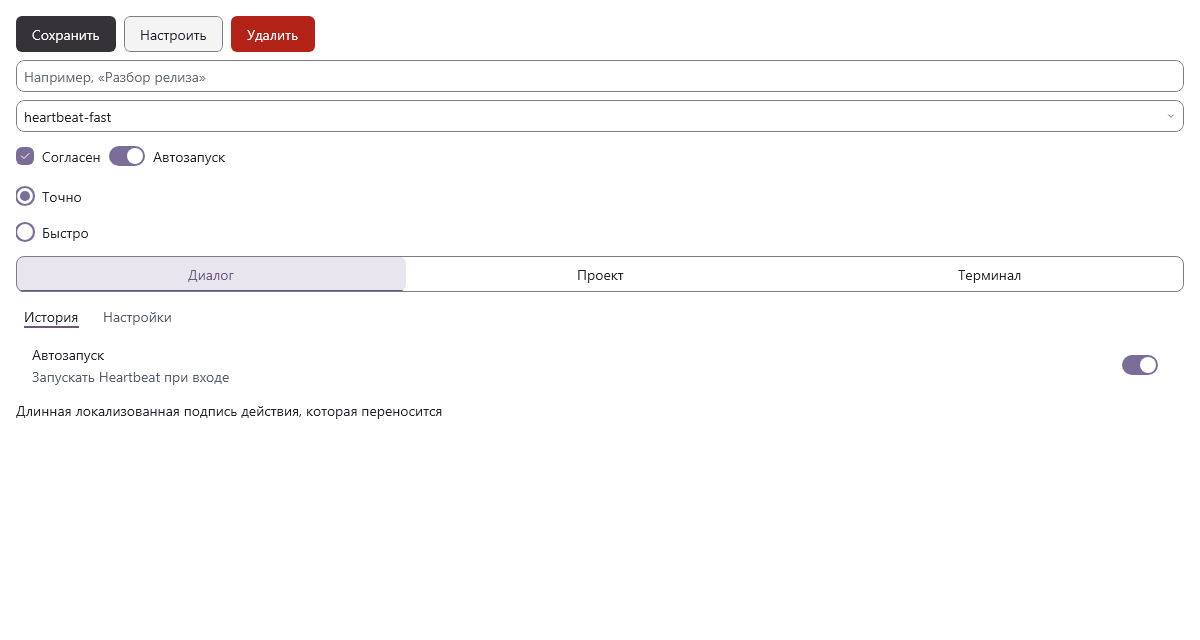 Сохранить Настроить Удалить
Например, «Разбор релиза»
heartbeat-fast
Согласен Автозапуск
Точно
Быстро
Диалог Проект Терминал
История Настройки
Автозапуск
Запускать Heartbeat при входе
Длинная локализованная подпись действия, которая переносится